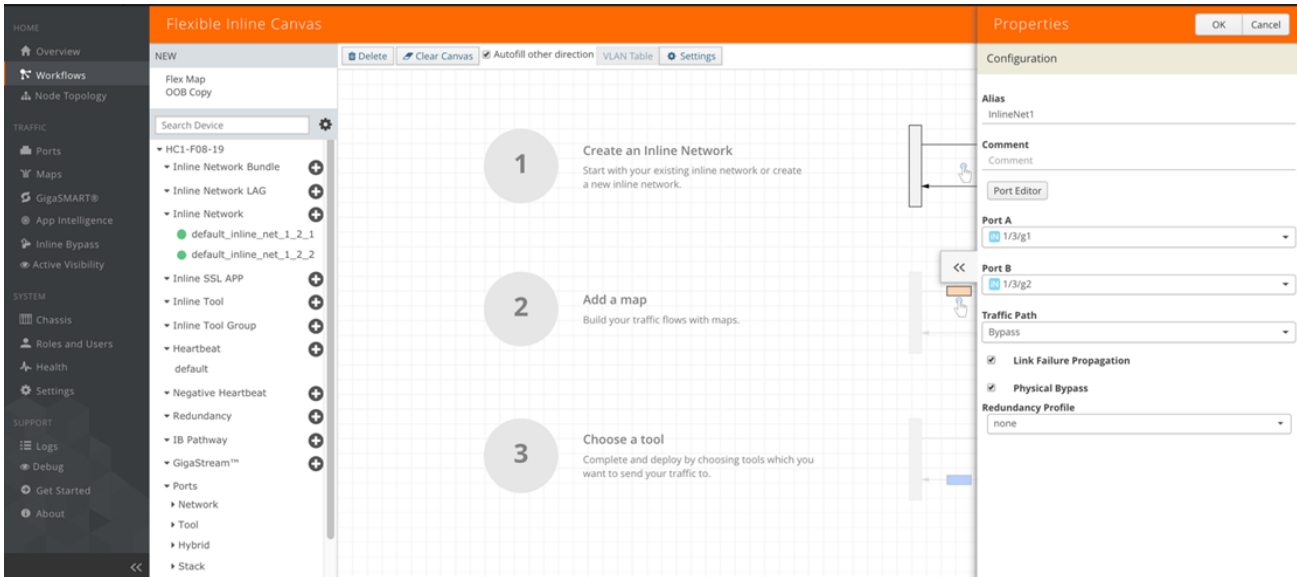 HOME
Overview
Workflows
Node Topology
TRAFFIC
Ports
Maps
GigaSMART®
App Intelligence
Inline Bypass
Active Visibility
SYSTEM
Chassis
Roles and Users
Health
Settings
SUPPORT
Logs
Debug
Get Started
About
Flexible Inline Canvas
NEW
Flex Map
OOB Copy
Search Device
HC1-F08-19
Inline Network Bundle
Inline Network LAG
Inline Network
default_inline_net_1_2_1
default_inline_net_1_2_2
Inline SSL APP
Inline Tool
Inline Tool Group
Heartbeat
default
Negative Heartbeat
Redundancy
IB Pathway
GigaStream™
Ports
Network
Tool
Hybrid
Stack
Delete Clear Canvas Autofill other direction VLAN Table Settings
1
Create an Inline Network
Start with your existing inline network or create
a new inline network.
2
Add a map
Build your traffic flows with maps.
3
Choose a tool
Complete and deploy by choosing tools which you
want to send your traffic to.
Properties OK Cancel
Configuration
Alias
InlineNet1
Comment
Comment
Port Editor
Port A
IN 1/3/g1
Port B
IN 1/3/g2
Traffic Path
Bypass
Link Failure Propagation
Physical Bypass
Redundancy Profile
none